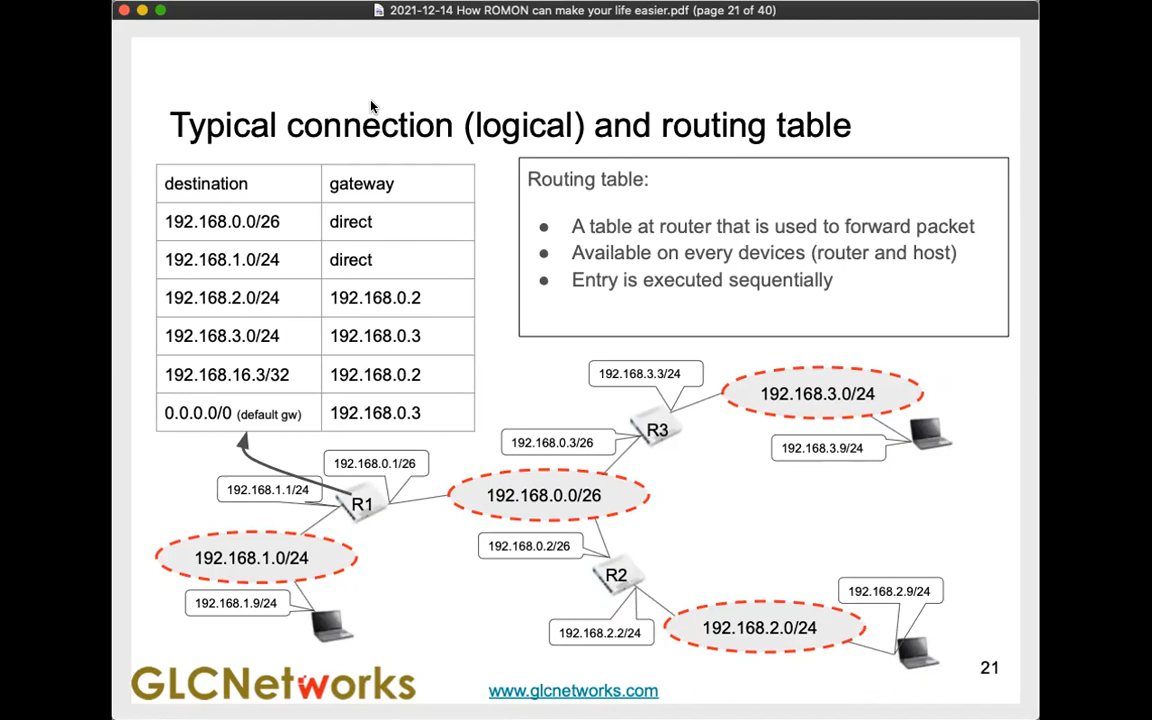 2021-12-14 How ROMON can make your life easier.pdf (page 21 of 40)
Typical connection (logical) and routing table
destination gateway
192.168.0.0/26 direct
192.168.1.0/24 direct
192.168.2.0/24 192.168.0.2
192.168.3.0/24 192.168.0.3
192.168.16.3/32 192.168.0.2
0.0.0.0/0 (default gw) 192.168.0.3
Routing table:
● A table at router that is used to forward packet
● Available on every devices (router and host)
● Entry is executed sequentially
192.168.3.3/24
192.168.3.0/24
R3
192.168.0.3/26
192.168.3.9/24
192.168.0.1/26
192.168.1.1/24
R1
192.168.0.0/26
192.168.1.0/24
192.168.0.2/26
R2
192.168.2.9/24
192.168.1.9/24
192.168.2.2/24
192.168.2.0/24
GLCNetworks
www.glcnetworks.com
21